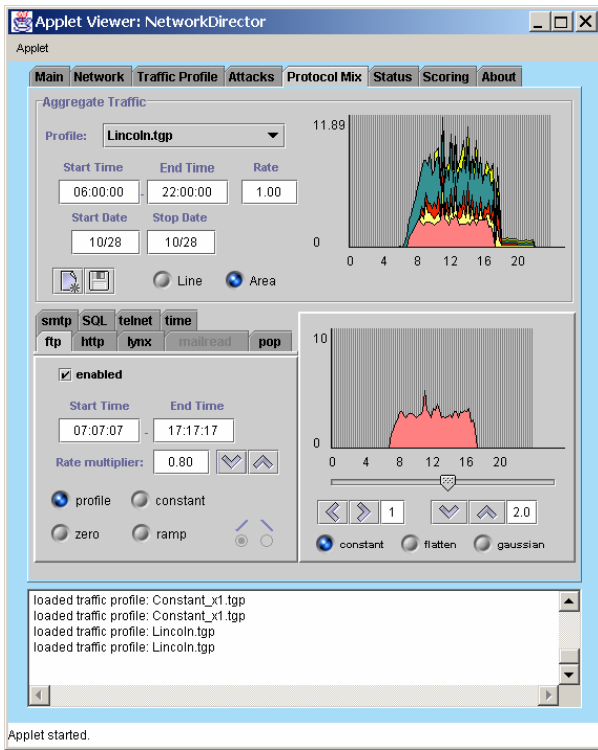 Applet Viewer: NetworkDirector
Applet
Main Network Traffic Profile Attacks Protocol Mix Status Scoring About
Aggregate Traffic
Profile: Lincoln.tgp
Start Time End Time Rate
06:00:00 - 22:00:00 1.00
Start Date Stop Date
10/28 10/28
Line Area
11.89
0
0 4 8 12 16 20
smtp SQL telnet time
ftp http lynx mailread pop
enabled
Start Time End Time
07:07:07 - 17:17:17
Rate multiplier: 0.80
profile constant
zero ramp
10
0
0 4 8 12 16 20
1 2.0
constant flatten gaussian
loaded traffic profile: Constant_x1.tgp
loaded traffic profile: Constant_x1.tgp
loaded traffic profile: Lincoln.tgp
loaded traffic profile: Lincoln.tgp
Applet started.